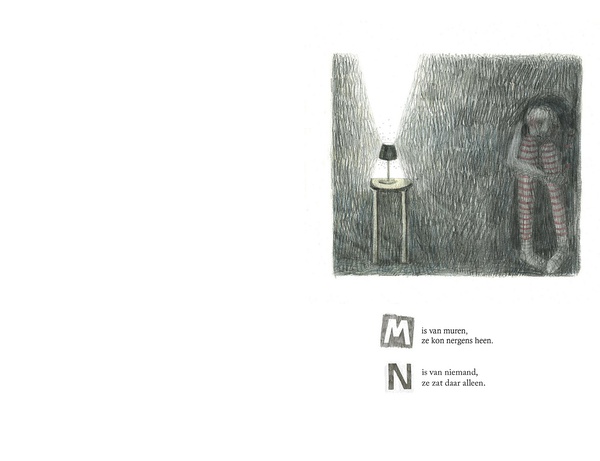 M is van muren,
ze kon nergens heen.
N is van niemand,
ze zat daar alleen.